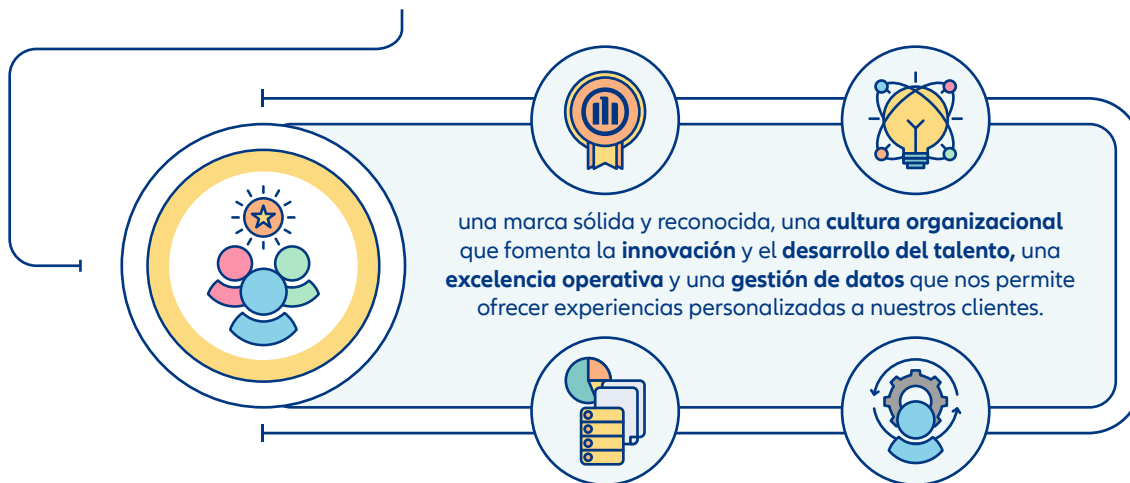 una marca sólida y reconocida, una cultura organizacional
que fomenta la innovación y el desarrollo del talento, una
excelencia operativa y una gestión de datos que nos permite
ofrecer experiencias personalizadas a nuestros clientes.